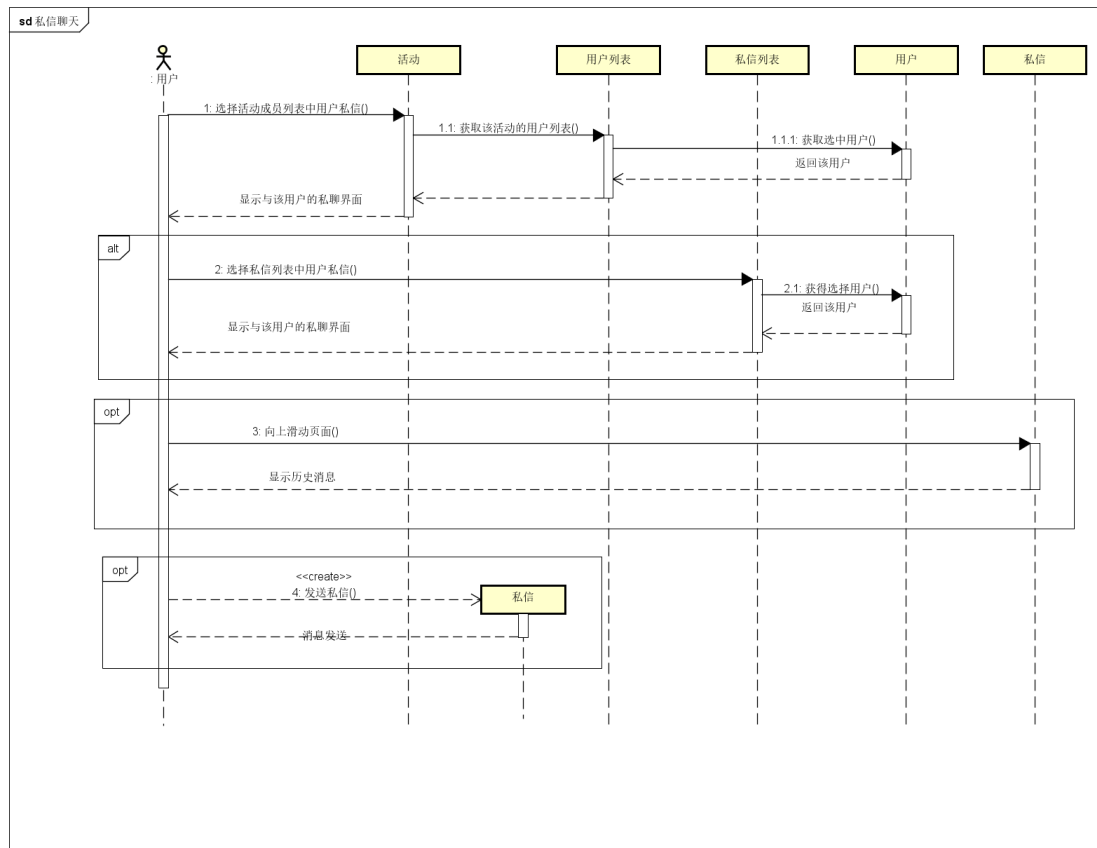 sd 私信聊天
: 用户
活动
用户列表
私信列表
用户
私信
1: 选择活动成员列表中用户私信()
1.1: 获取该活动的用户列表()
1.1.1: 获取选中用户()
返回该用户
显示与该用户的私聊界面
alt
2: 选择私信列表中用户私信()
2.1: 获得选择用户()
返回该用户
显示与该用户的私聊界面
opt
3: 向上滑动页面()
显示历史消息
opt
<<create>>
4: 发送私信()
私信
消息发送